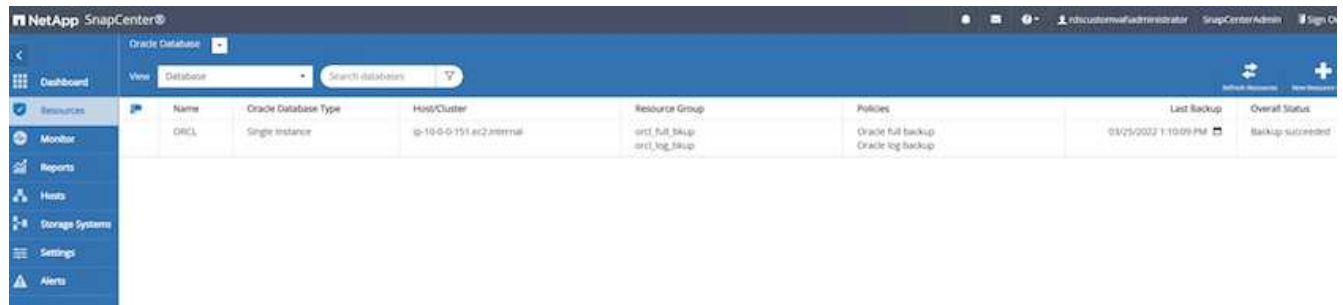 NetApp SnapCenter®
rdscustomval\administrator SnapCenterAdmin Sign O
Oracle Database
Dashboard
View Database Search databases
Refresh Resources New Resource
Resources
Name Oracle Database Type Host/Cluster Resource Group Policies Last Backup Overall Status
ORCL Single Instance ip-10-0-0-151.ec2.internal orcl_full_bkup Oracle full backup 03/25/2022 1:10:09 PM Backup succeeded
orcl_log_bkup Oracle log backup
Monitor
Reports
Hosts
Storage Systems
Settings
Alerts